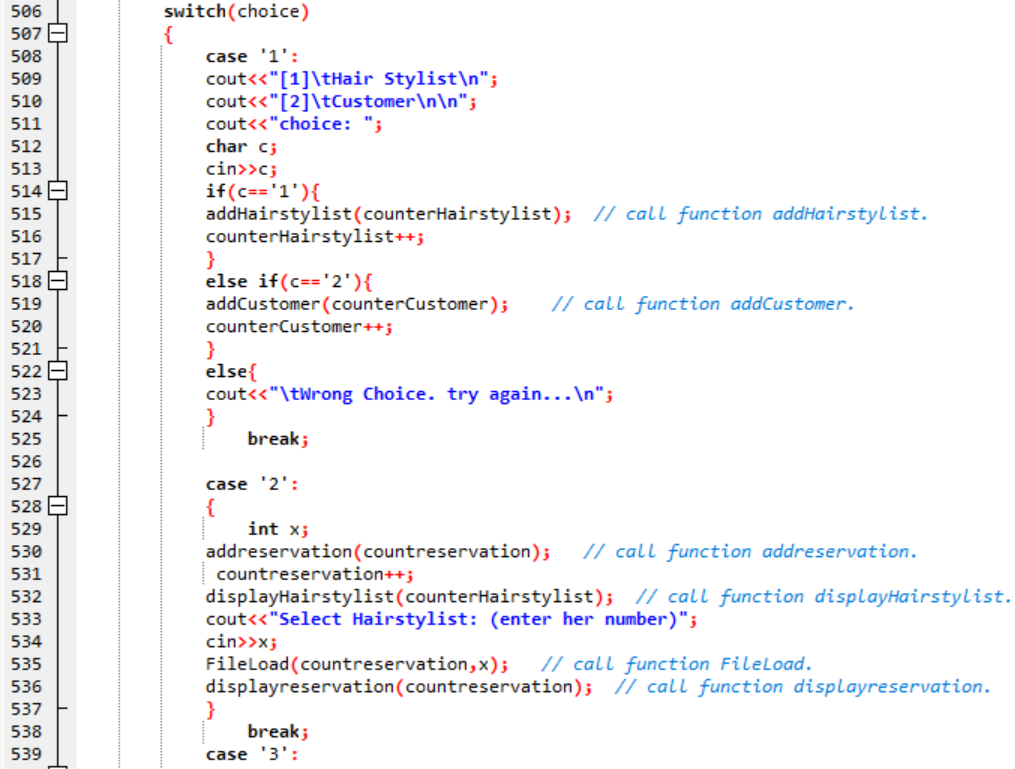 506 switch(choice)
507 {
508 case '1':
509 cout<<"[1]\tHair Stylist\n";
510 cout<<"[2]\tCustomer\n\n";
511 cout<<"choice: ";
512 char c;
513 cin>>c;
514 if(c=='1'){
515 addHairstylist(counterHairstylist); // call function addHairstylist.
516 counterHairstylist++;
517 }
518 else if(c=='2'){
519 addCustomer(counterCustomer); // call function addCustomer.
520 counterCustomer++;
521 }
522 else{
523 cout<<"\tWrong Choice. try again...\n";
524 }
525 break;
526
527 case '2':
528 {
529 int x;
530 addreservation(countreservation); // call function addreservation.
531 countreservation++;
532 displayHairstylist(counterHairstylist); // call function displayHairstylist.
533 cout<<"Select Hairstylist: (enter her number)";
534 cin>>x;
535 FileLoad(countreservation,x); // call function FileLoad.
536 displayreservation(countreservation); // call function displayreservation.
537 }
538 break;
539 case '3':